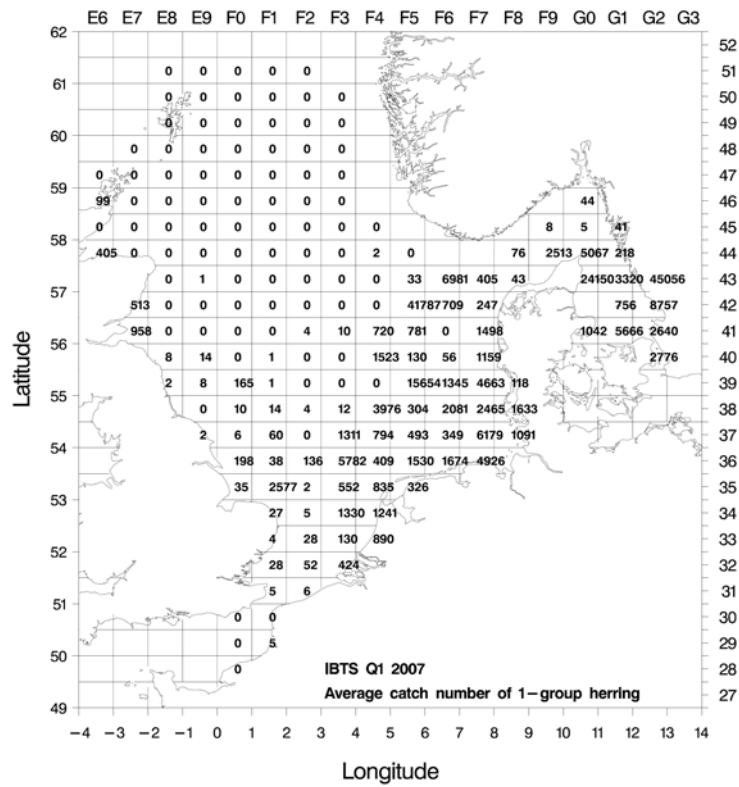 E6 E7 E8 E9 F0 F1 F2 F3 F4 F5 F6 F7 F8 F9 G0 G1 G2 G3
62
52
0 0 0 0 0 51
61
0 0 0 0 0 0 50
0 0 0 0 0 0 49
60
0 0 0 0 0 0 0 48
0 0 0 0 0 0 0 0 47
59
99 0 0 0 0 0 0 0 44 46
0 0 0 0 0 0 0 0 0 8 5 41 45
58
405 0 0 0 0 0 0 0 2 0 76 2513 5067 218 44
0 1 0 0 0 0 0 33 6981 405 43 24150 3320 45056 43
57
513 0 0 0 0 0 0 0 41787 709 247 756 8757 42
958 0 0 0 0 4 10 720 781 0 1498 1042 5666 2640 41
56
8 14 0 1 0 0 1523 130 56 1159 2776 40
2 8 165 1 0 0 0 15654 1345 4663 118 39
55
0 10 14 4 12 3976 304 2081 2465 1633 38
2 6 60 0 1311 794 493 349 6179 1091 37
54
198 38 136 5782 409 1530 1674 4926 36
35 2577 2 552 835 326 35
53
27 5 1330 1241 34
4 28 130 890 33
52
28 52 424 32
5 6 31
51
0 0 30
0 5 29
50
0 IBTS Q1 2007 28
Average catch number of 1-group herring 27
49
-4 -3 -2 -1 0 1 2 3 4 5 6 7 8 9 10 11 12 13 14
Longitude
Latitude